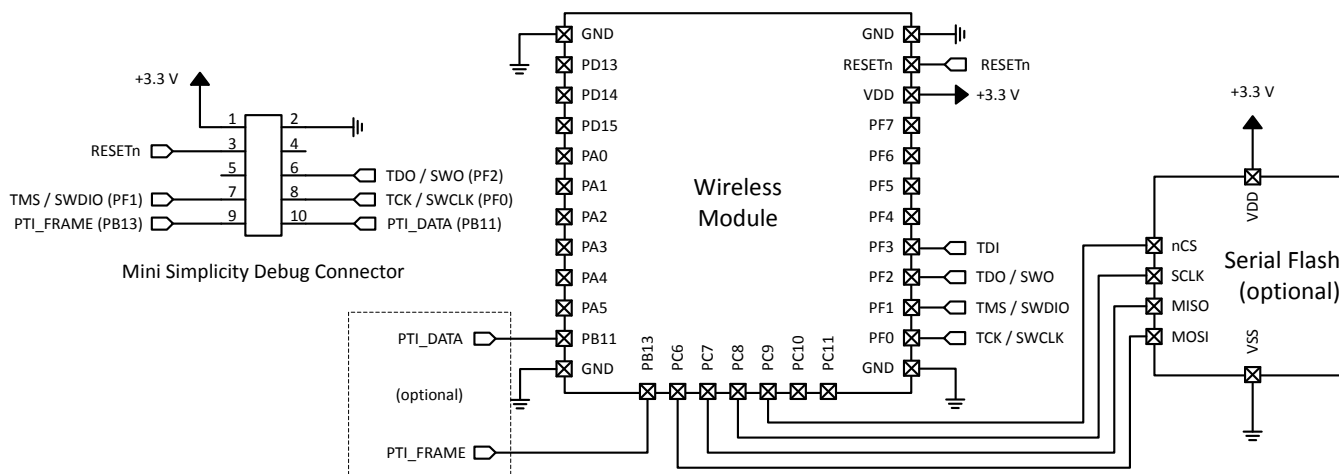 +3.3 V
1
2
RESETn
3
4
5
6
TDO / SWO (PF2)
TMS / SWDIO (PF1)
7
8
TCK / SWCLK (PF0)
PTI_FRAME (PB13)
9
10
PTI_DATA (PB11)
Mini Simplicity Debug Connector
PTI_DATA
(optional)
PTI_FRAME
GND
PD13
PD14
PD15
PA0
PA1
PA2
PA3
PA4
PA5
PB11
GND
Wireless
Module
PB13
PC6
PC7
PC8
PC9
PC10
PC11
GND
RESETn
RESETn
VDD
+3.3 V
PF7
PF6
PF5
PF4
PF3
TDI
PF2
TDO / SWO
PF1
TMS / SWDIO
PF0
TCK / SWCLK
GND
+3.3 V
VDD
nCS
SCLK
MISO
MOSI
Serial Flash
(optional)
VSS